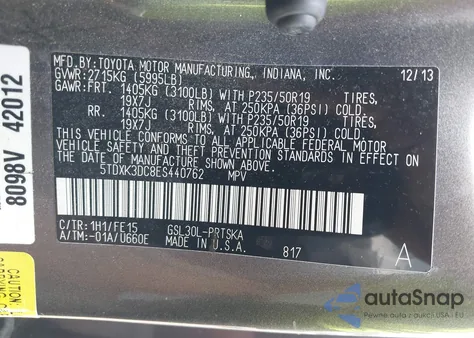 MFD. BY: TOYOTA MOTOR MANUFACTURING, INDIANA, INC. 12/13
GVWR: 2715KG (5995LB)
GAWR: FRT. 1405KG (3100LB) WITH P235/50R19 TIRES,
19X7J RIMS, AT 250KPA (36PSI) COLD
RR. 1405KG (3100LB) WITH P235/50R19 TIRES,
19X7J RIMS, AT 250KPA (36PSI) COLD
THIS VEHICLE CONFORMS TO ALL APPLICABLE FEDERAL MOTOR
VEHICLE SAFETY AND THEFT PREVENTION STANDARDS IN EFFECT
ON THE DATE OF MANUFACTURE SHOWN ABOVE.
5TDXK3DC8ES440762 MPV
C/TR: 1H1/FE15 GSL30L-PRTSKA
A/TM: -01A/U660E MADE IN U.S.A. 817 A
8098V 42012
autoSnap